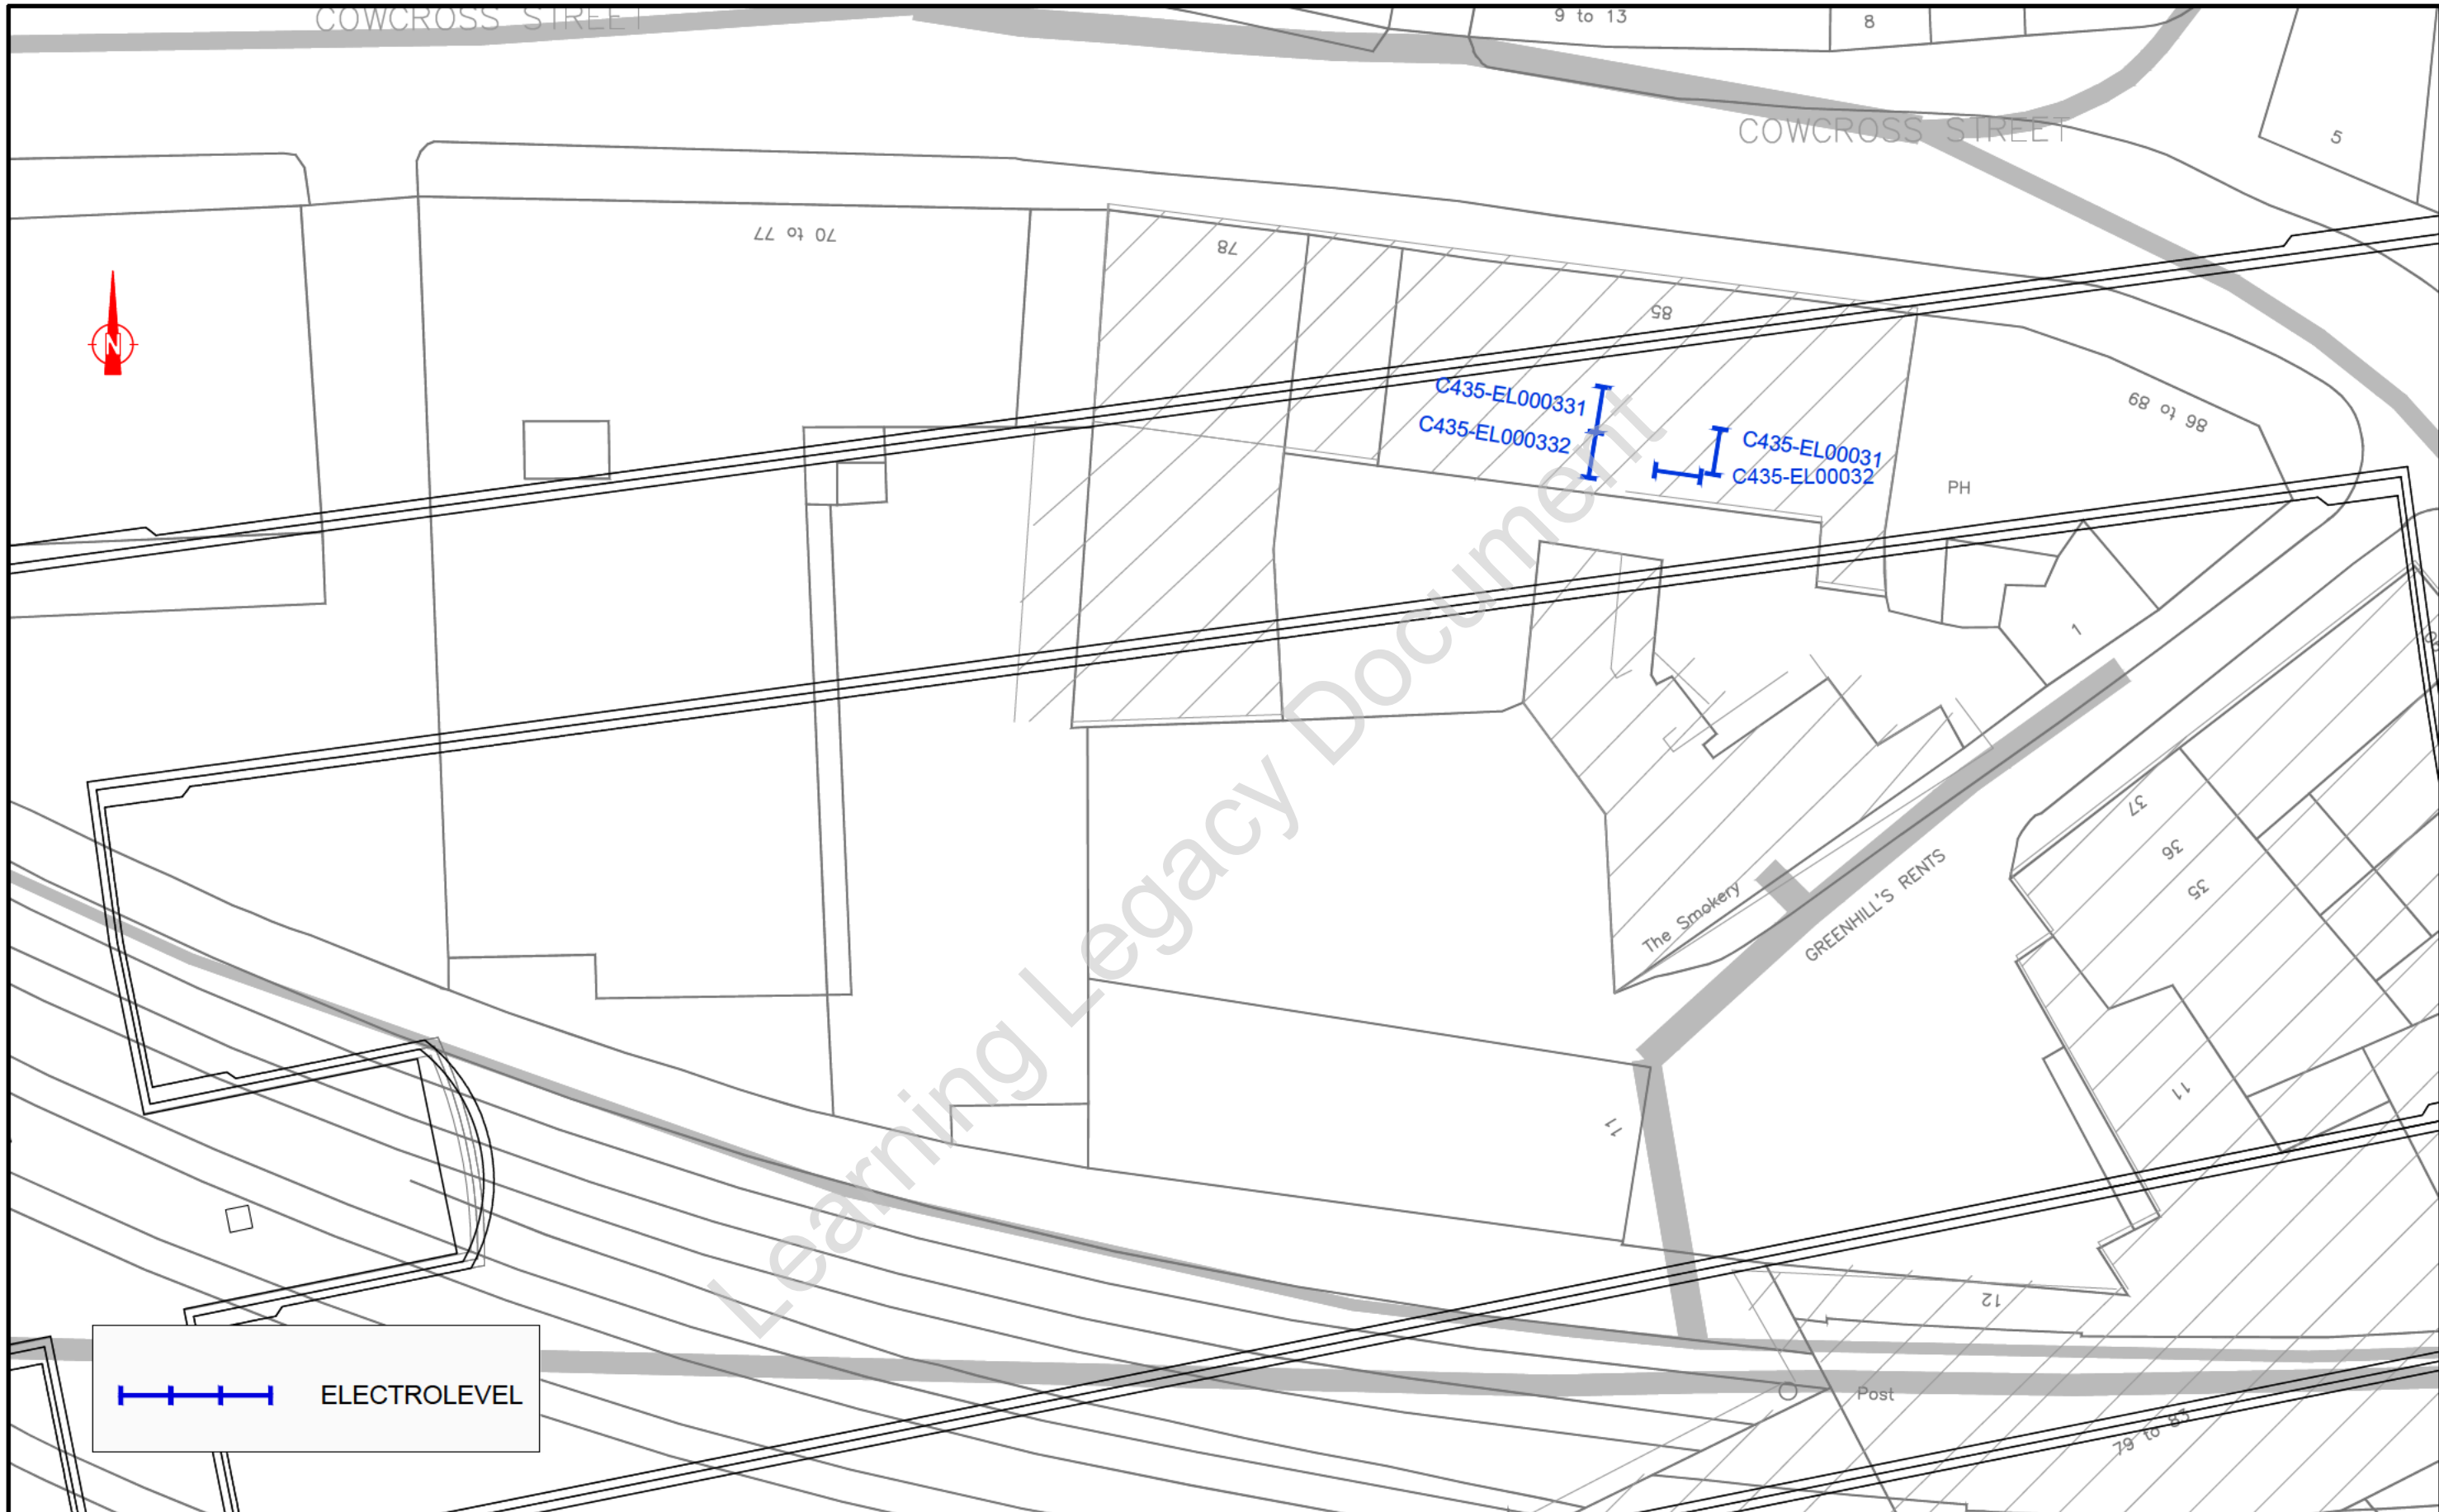 COWCROSS STREET
9 to 13
8
COWCROSS STREET
5
70 to 77
78
85
N
C435-EL000331
C435-EL000332
C435-EL00031
C435-EL00032
86 to 89
PH
1
37
36
35
The Smokery
GREENHILL'S RENTS
11
11
12
Post
79 to 83
ELECTROLEVEL
Learning Legacy Document